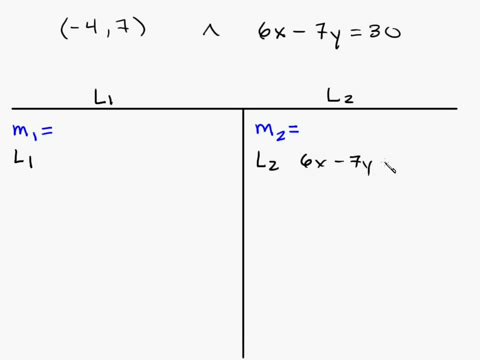 (-4,7) ^ 6x-7y=30
L1 L2
m1= m2=
L1 L2 6x-7y